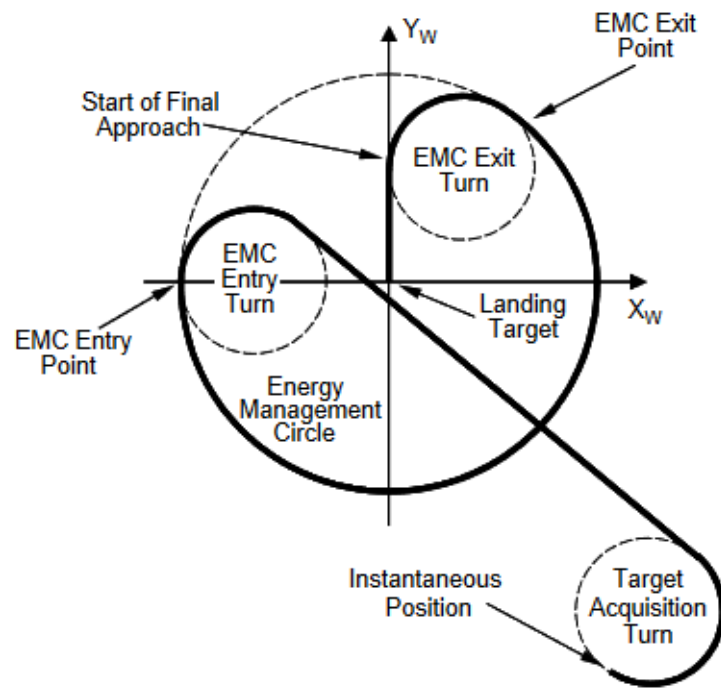 Y_W
EMC Exit
Point
Start of Final
Approach
EMC Exit
Turn
EMC
Entry
Turn
Landing
Target
X_W
EMC Entry
Point
Energy
Management
Circle
Instantaneous
Position
Target
Acquisition
Turn